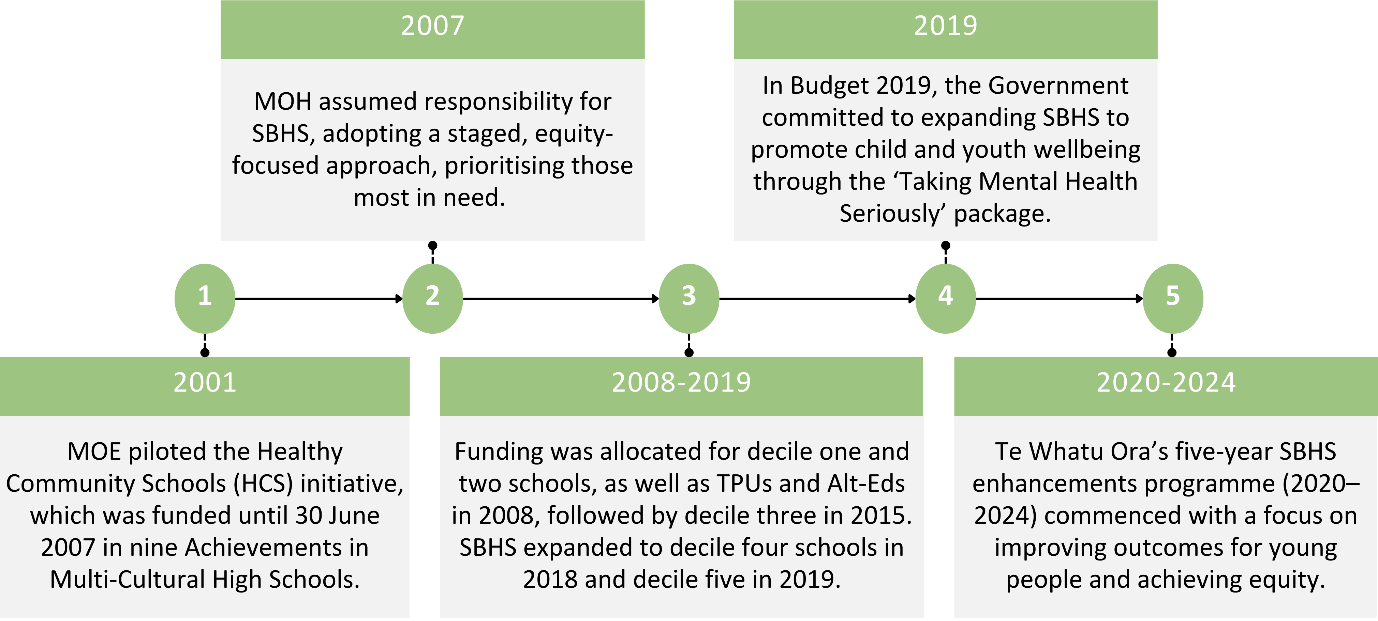 2007
MOH assumed responsibility for
SBHS, adopting a staged, equity-
focused approach, prioritising those
most in need.
2019
In Budget 2019, the Government
committed to expanding SBHS to
promote child and youth wellbeing
through the ‘Taking Mental Health
Seriously’ package.
1
2
3
4
5
2001
MOE piloted the Healthy
Community Schools (HCS) initiative,
which was funded until 30 June
2007 in nine Achievements in
Multi-Cultural High Schools.
2008-2019
Funding was allocated for decile one and
two schools, as well as TPUs and Alt-Eds
in 2008, followed by decile three in 2015.
SBHS expanded to decile four schools in
2018 and decile five in 2019.
2020-2024
Te Whatu Ora’s five-year SBHS
enhancements programme (2020–
2024) commenced with a focus on
improving outcomes for young
people and achieving equity.